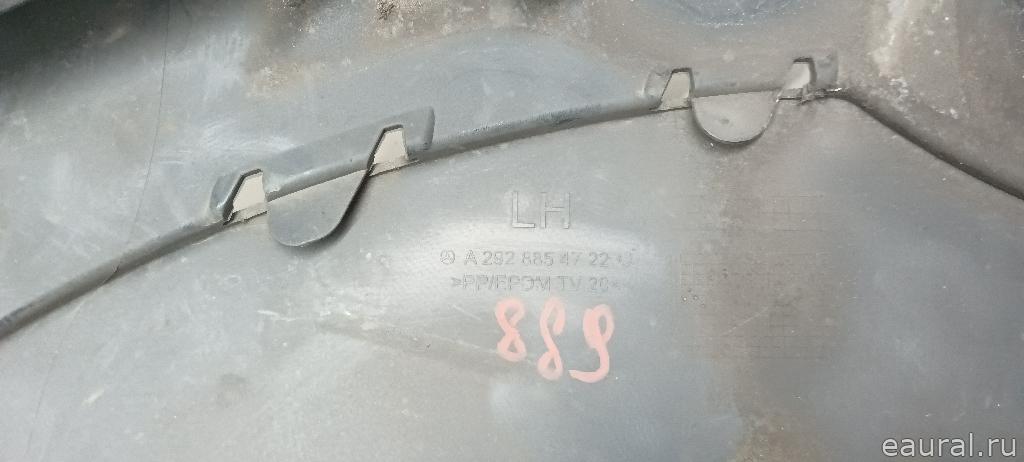 LH
A 292 885 47 22
>PP/EPDM TV 20<
889
eaural.ru